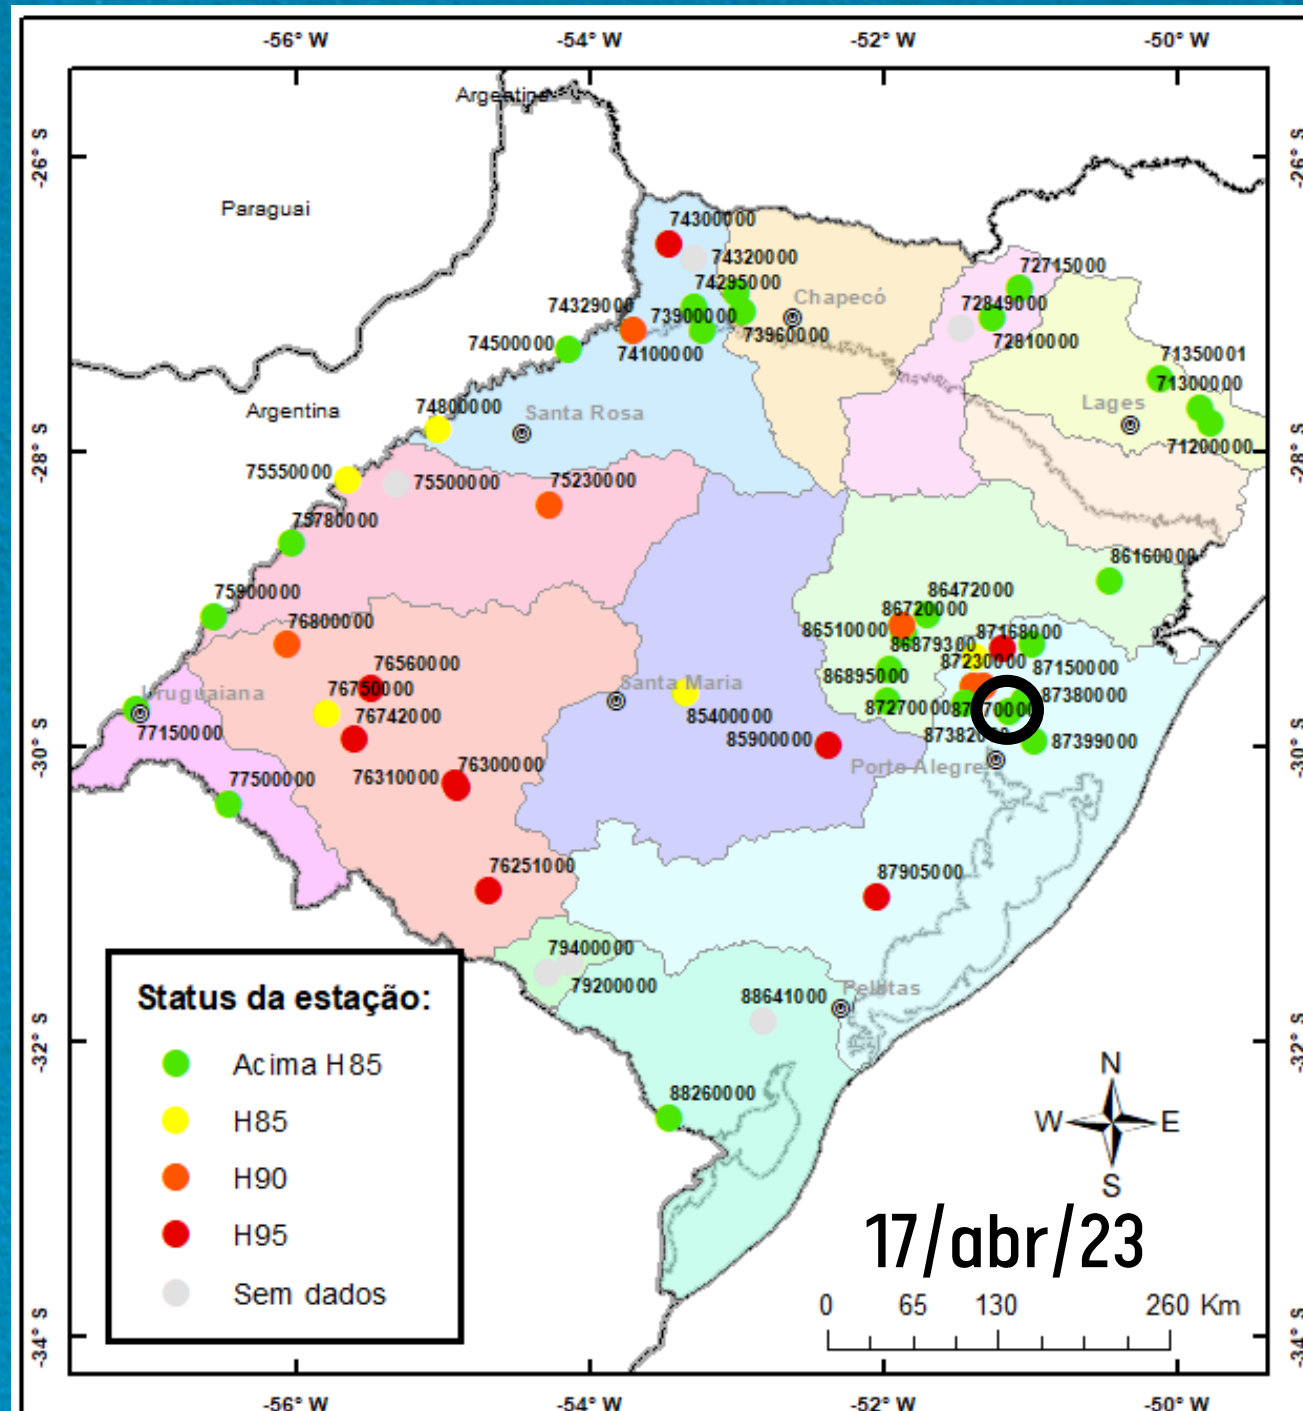 -56° W -54° W -52° W -50° W
Argentina
-26° S -26° S
Paraguai
74300000
74320000
74295000
72715000
Chapecó
74329000 73900000 72849000
73960000
72810000
74500000 74100000
71350001
71300000
Argentina
74800000
Santa Rosa
Lages
-28° S -28° S
71200000
75550000 75500000 75230000
75780000
86160000
75900000
86472000
86720000
76800000 86510000 87168000
86879300
76560000 87230000 87150000
86895000
Uruguaiana 76750000 Santa Maria
87380000
76742000 85400000 87270000
77150000 85900000 87382000 87399000
-30° S -30° S
Porto Alegre
77500000 76310000 76300000
76251000 87905000
79400000
79200000
88641000 Pelotas
Status da estação:
-32° S -32° S
Acima H85
88260000
N
H85
W E
H90
S
H95
17/abr/23
Sem dados
0 65 130 260 Km
-34° S -34° S
-56° W -54° W -52° W -50° W